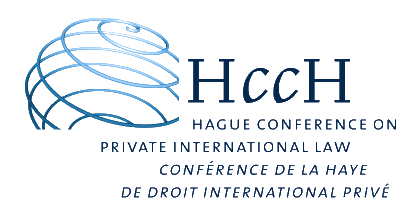 HccH
HAGUE CONFERENCE ON
PRIVATE INTERNATIONAL LAW
CONFÉRENCE DE LA HAYE
DE DROIT INTERNATIONAL PRIVÉ